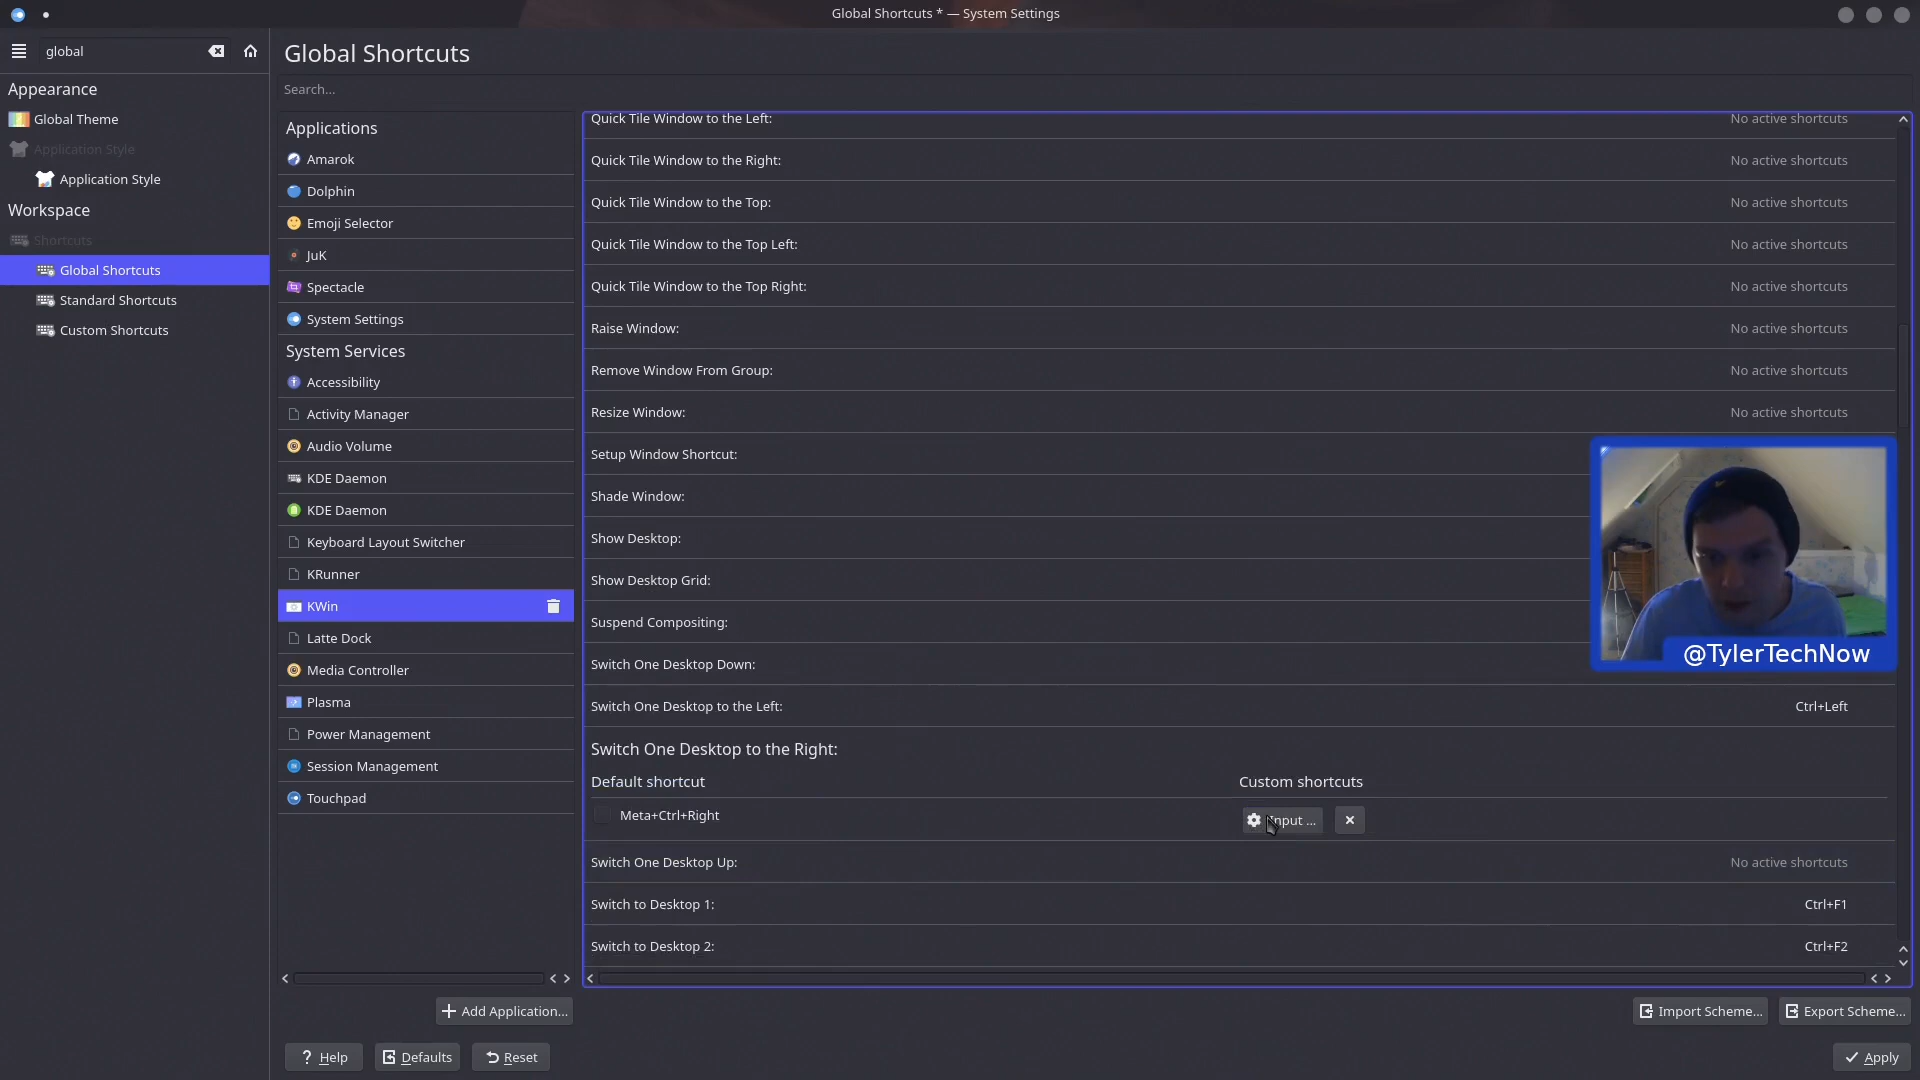 Global Shortcuts * — System Settings
global
Global Shortcuts
Search...
Appearance
Global Theme
Application Style
Application Style
Workspace
Shortcuts
Global Shortcuts
Standard Shortcuts
Custom Shortcuts
Applications
Amarok
Dolphin
Emoji Selector
JuK
Spectacle
System Settings
System Services
Accessibility
Activity Manager
Audio Volume
KDE Daemon
KDE Daemon
Keyboard Layout Switcher
KRunner
KWin
Latte Dock
Media Controller
Plasma
Power Management
Session Management
Touchpad
Add Application...
Quick Tile Window to the Left: No active shortcuts
Quick Tile Window to the Right: No active shortcuts
Quick Tile Window to the Top: No active shortcuts
Quick Tile Window to the Top Left: No active shortcuts
Quick Tile Window to the Top Right: No active shortcuts
Raise Window: No active shortcuts
Remove Window From Group: No active shortcuts
Resize Window: No active shortcuts
Setup Window Shortcut:
Shade Window:
Show Desktop:
Show Desktop Grid:
Suspend Compositing:
Switch One Desktop Down:
@TylerTechNow
Switch One Desktop to the Left: Ctrl+Left
Switch One Desktop to the Right:
Default shortcut Custom shortcuts
Meta+Ctrl+Right Input ...
Switch One Desktop Up: No active shortcuts
Switch to Desktop 1: Ctrl+F1
Switch to Desktop 2: Ctrl+F2
Import Scheme... Export Scheme...
Help Defaults Reset Apply